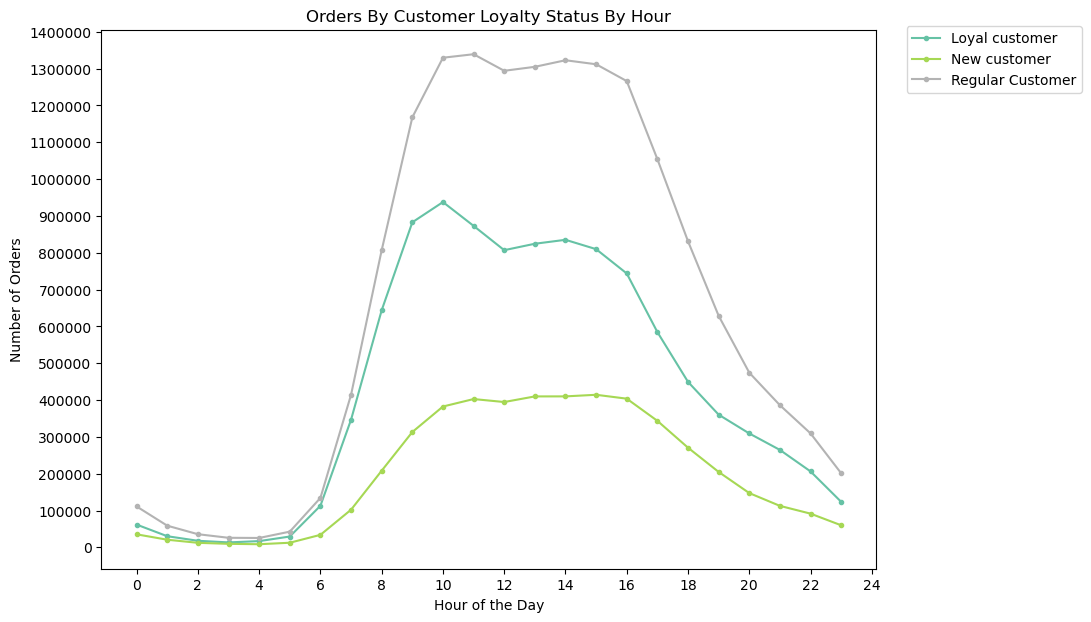 Orders By Customer Loyalty Status By Hour
Loyal customer
New customer
Regular Customer
Number of Orders
1400000
1300000
1200000
1100000
1000000
900000
800000
700000
600000
500000
400000
300000
200000
100000
0
0 2 4 6 8 10 12 14 16 18 20 22 24
Hour of the Day